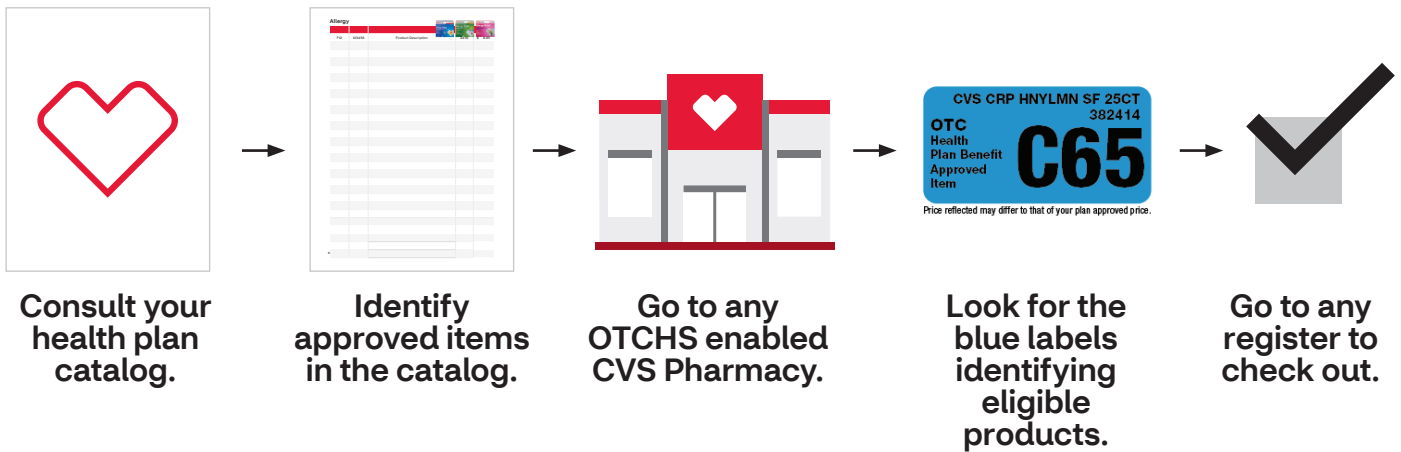 Allergy
Product Description
CVS CRP HNYLMN SF 25CT
382414
OTC
Health
Plan Benefit
Approved
Item
C65
Price reflected may differ to that of your plan approved price.
Consult your
health plan
catalog.
Identify
approved items
in the catalog.
Go to any
OTCHS enabled
CVS Pharmacy.
Look for the
blue labels
identifying
eligible
products.
Go to any
register to
check out.